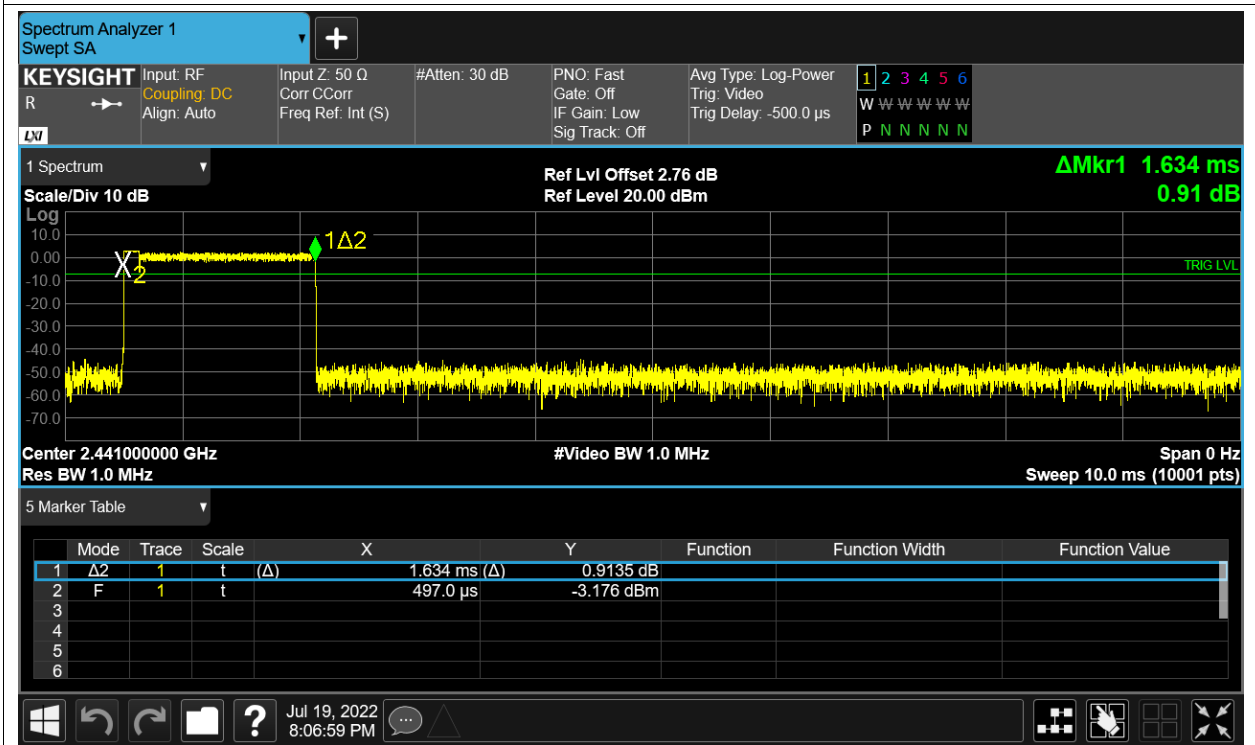 Spectrum Analyzer 1
Swept SA
+
KEYSIGHT Input: RF Input Z: 50 Ω #Atten: 30 dB PNO: Fast Avg Type: Log-Power 1 2 3 4 5 6
R Coupling: DC Corr CCorr Gate: Off Trig: Video W W W W W W
Align: Auto Freq Ref: Int (S) IF Gain: Low Trig Delay: -500.0 µs P N N N N N
LXI Sig Track: Off
1 Spectrum Ref Lvl Offset 2.76 dB ΔMkr1 1.634 ms
Scale/Div 10 dB Ref Level 20.00 dBm 0.91 dB
Log
10.0
1Δ2
0.00
X2
TRIG LVL
-10.0
-20.0
-30.0
-40.0
-50.0
-60.0
-70.0
Center 2.441000000 GHz #Video BW 1.0 MHz Span 0 Hz
Res BW 1.0 MHz Sweep 10.0 ms (10001 pts)
5 Marker Table
Mode Trace Scale X Y Function Function Width Function Value
1 Δ2 1 t (Δ) 1.634 ms (Δ) 0.9135 dB
2 F 1 t 497.0 µs -3.176 dBm
3
4
5
6
? Jul 19, 2022
8:06:59 PM